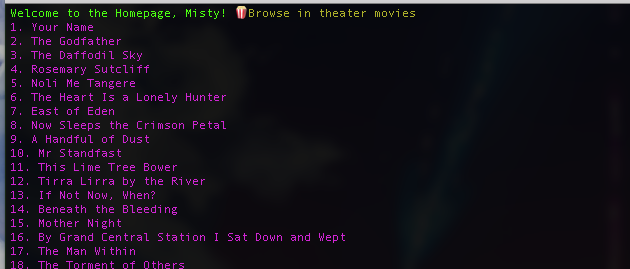 Welcome to the Homepage, Misty! 🍿Browse in theater movies
1. Your Name
2. The Godfather
3. The Daffodil Sky
4. Rosemary Sutcliff
5. Noli Me Tangere
6. The Heart Is a Lonely Hunter
7. East of Eden
8. Now Sleeps the Crimson Petal
9. A Handful of Dust
10. Mr Standfast
11. This Lime Tree Bower
12. Tirra Lirra by the River
13. If Not Now, When?
14. Beneath the Bleeding
15. Mother Night
16. By Grand Central Station I Sat Down and Wept
17. The Man Within
18. The Torment of Others